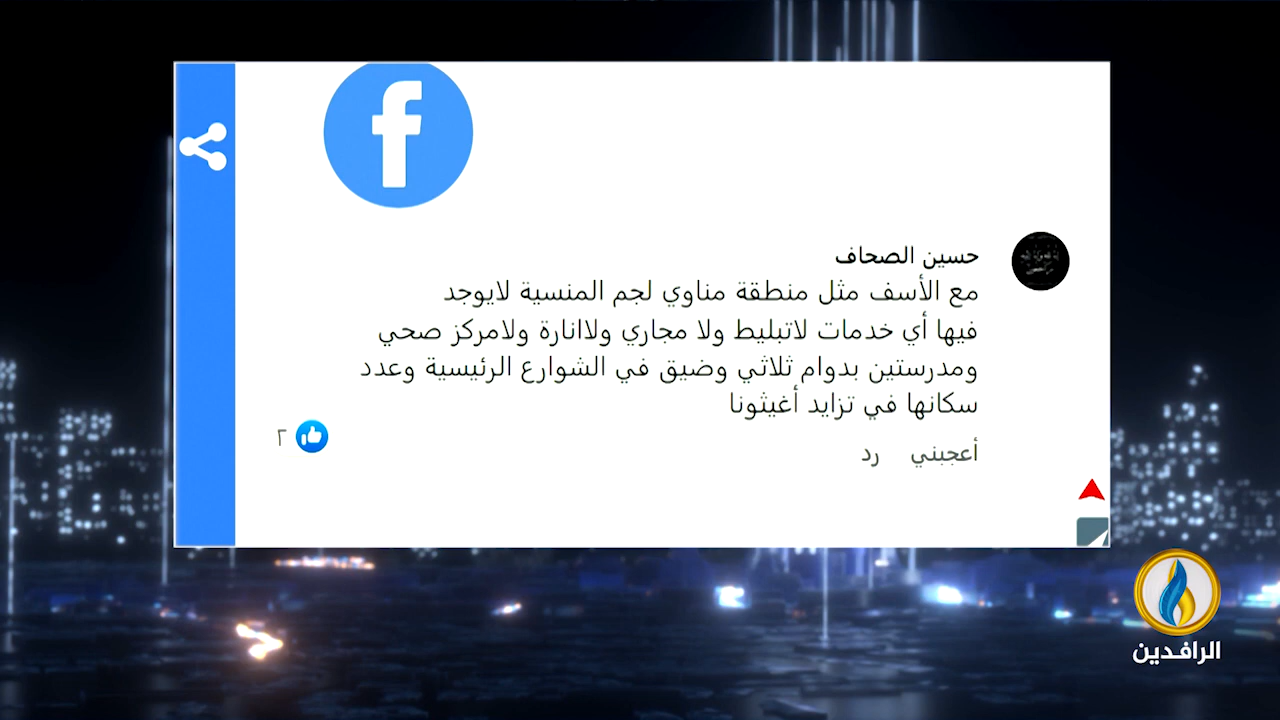 حسين الصحاف
مع الأسف مثل منطقة مناوي لجم المنسية لايوجد
فيها أي خدمات لاتبليط ولا مجاري ولاانارة ولامركز صحي
ومدرستين بدوام ثلاثي وضيق في الشوارع الرئيسية وعدد
سكانها في تزايد أغيثونا
أعجبني رد
٢
الرافدين